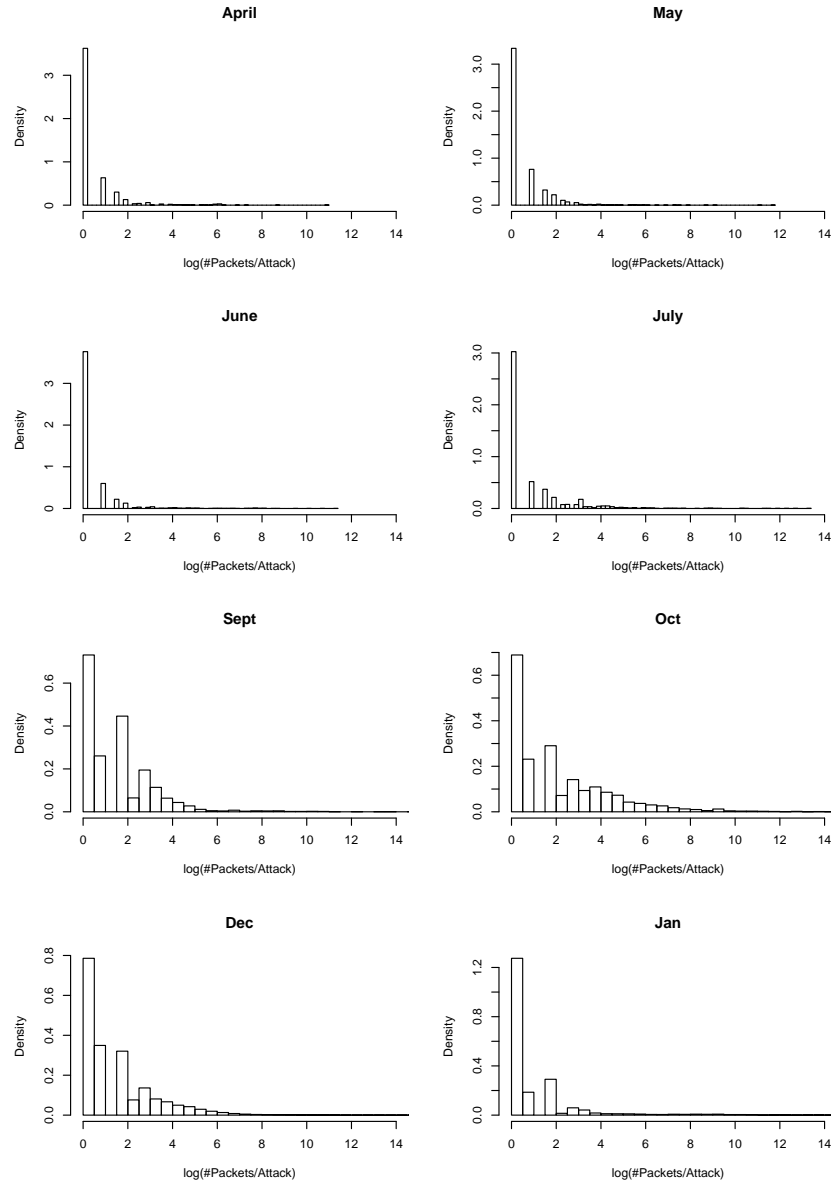 April
Density
0 1 2 3
0 2 4 6 8 10 12 14
log(#Packets/Attack)
May
Density
0.0 1.0 2.0 3.0
0 2 4 6 8 10 12 14
log(#Packets/Attack)
June
Density
0 1 2 3
0 2 4 6 8 10 12 14
log(#Packets/Attack)
July
Density
0.0 1.0 2.0 3.0
0 2 4 6 8 10 12 14
log(#Packets/Attack)
Sept
Density
0.0 0.2 0.4 0.6
0 2 4 6 8 10 12 14
log(#Packets/Attack)
Oct
Density
0.0 0.2 0.4 0.6
0 2 4 6 8 10 12 14
log(#Packets/Attack)
Dec
Density
0.0 0.2 0.4 0.6 0.8
0 2 4 6 8 10 12 14
log(#Packets/Attack)
Jan
Density
0.0 0.4 0.8 1.2
0 2 4 6 8 10 12 14
log(#Packets/Attack)